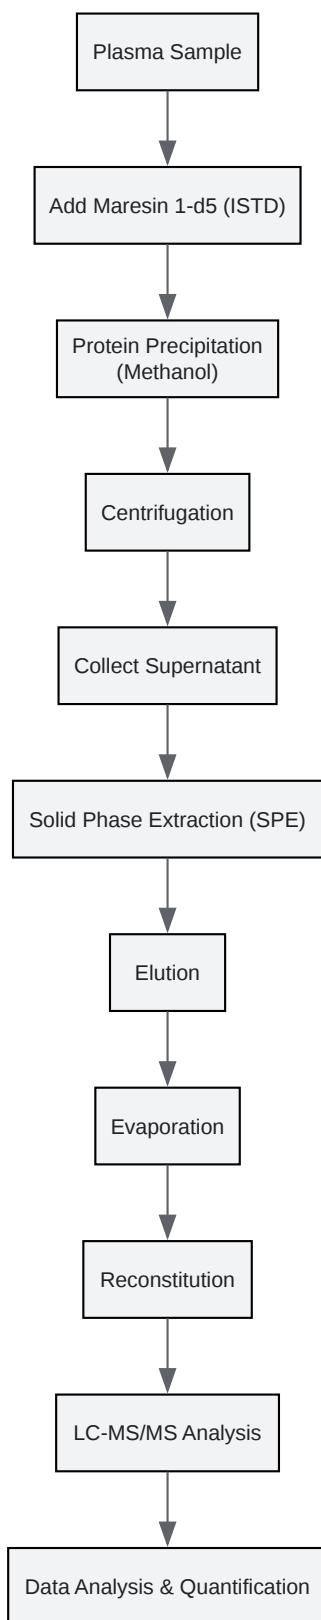 Plasma Sample
Add Maresin 1-d5 (ISTD)
Protein Precipitation
(Methanol)
Centrifugation
Collect Supernatant
Solid Phase Extraction (SPE)
Elution
Evaporation
Reconstitution
LC-MS/MS Analysis
Data Analysis & Quantification